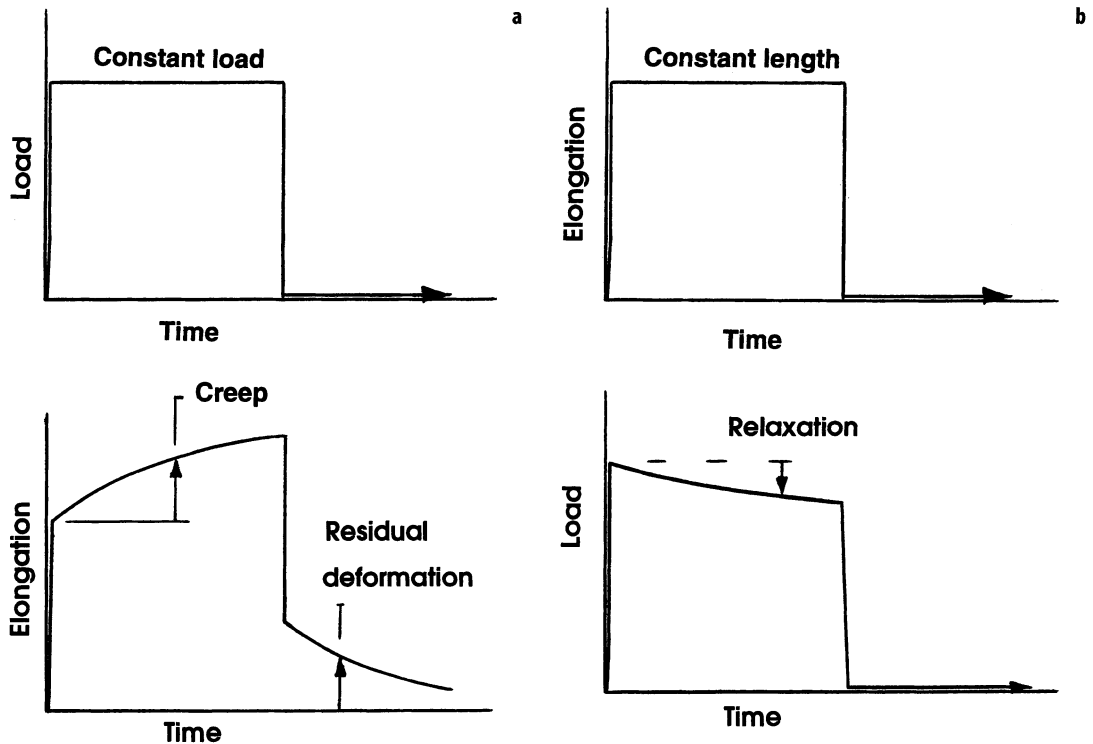 a
Constant load
Load
Time
Creep
Elongation
Residual
deformation
Time
b
Constant length
Elongation
Time
Relaxation
Load
Time